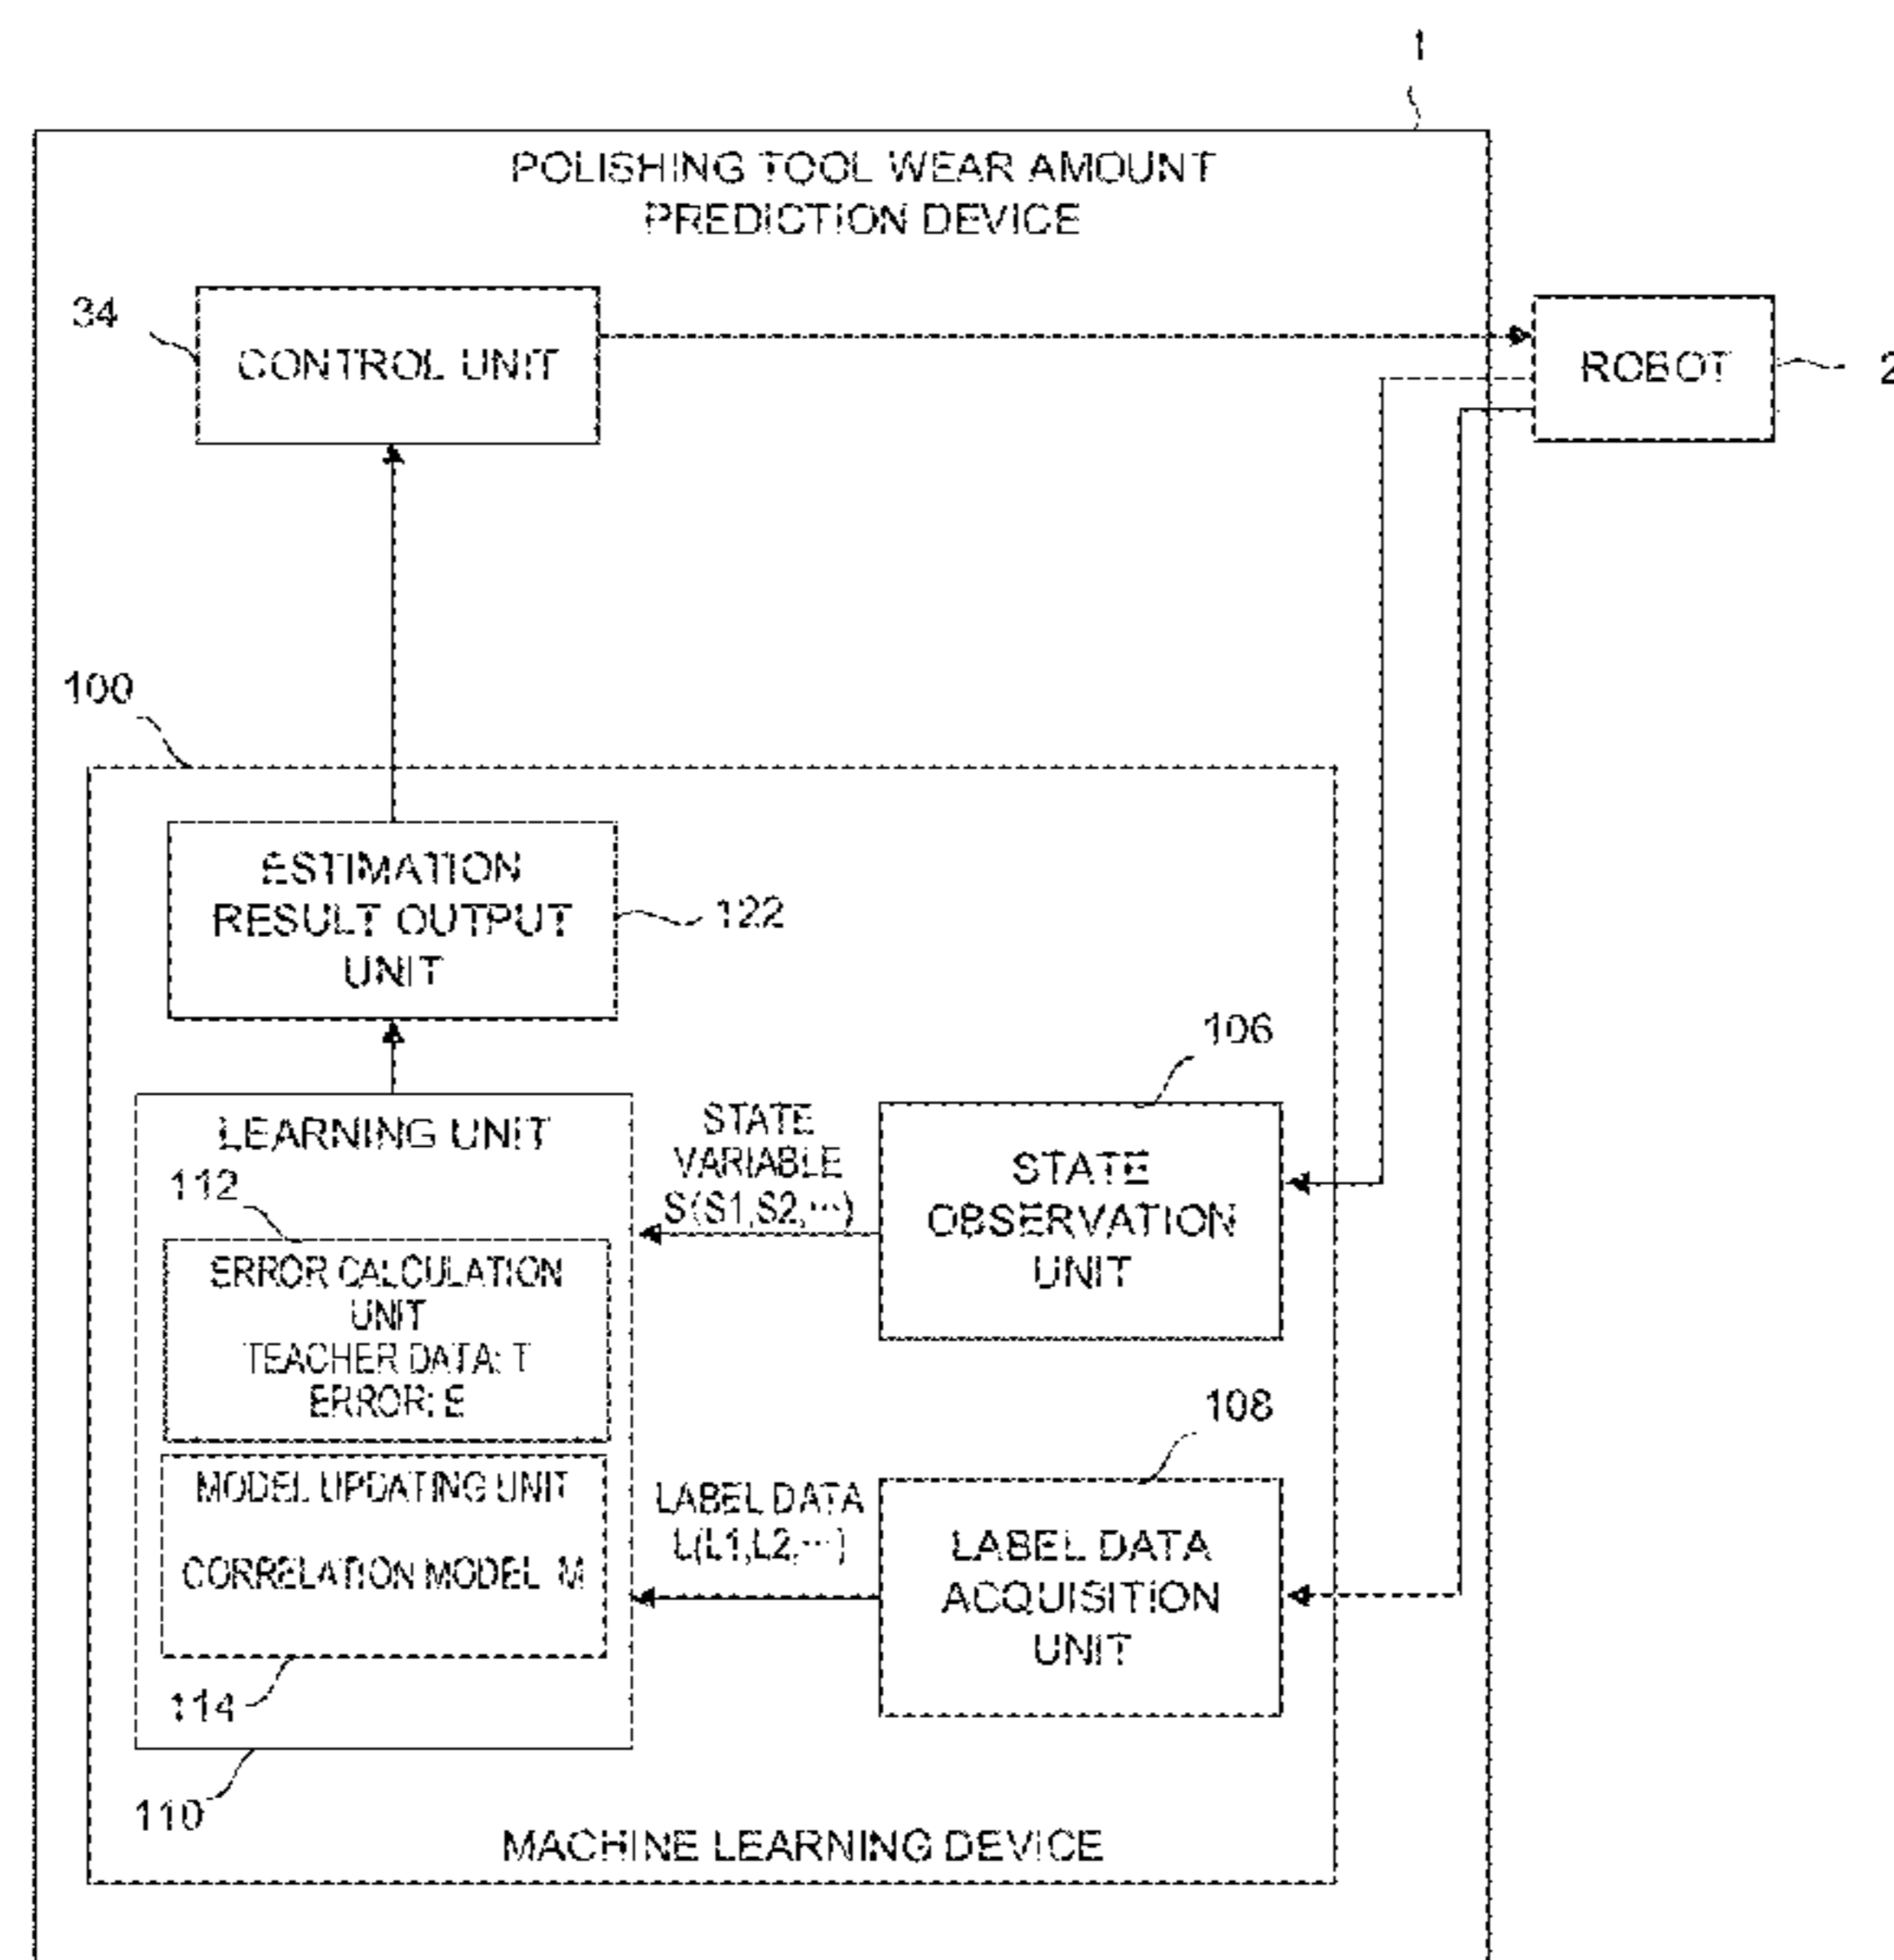 1
POLISHING TOOL WEAR AMOUNT
PREDICTION DEVICE
34
CONTROL UNIT
ROBOT
2
100
ESTIMATION
RESULT OUTPUT
UNIT
122
106
LEARNING UNIT
112
ERROR CALCULATION
UNIT
TEACHER DATA: T
ERROR: E
MODEL UPDATING UNIT
CORRELATION MODEL M
114
110
STATE
VARIABLE
S(S1,S2,···)
STATE
OBSERVATION
UNIT
108
LABEL DATA
L(L1,L2,···)
LABEL DATA
ACQUISITION
UNIT
MACHINE LEARNING DEVICE